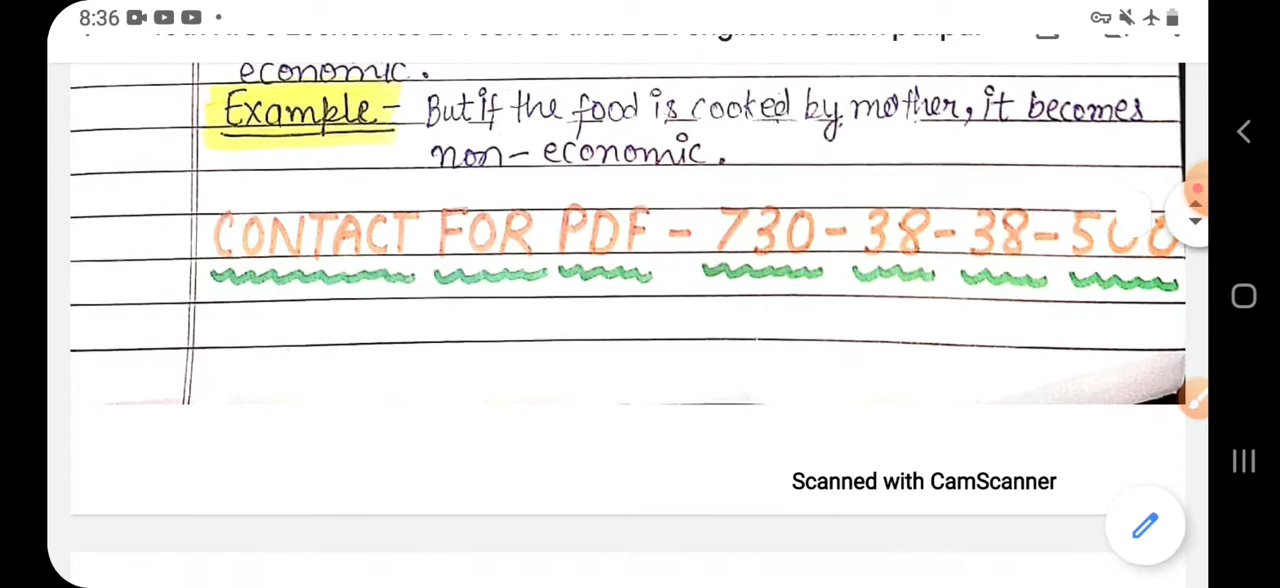 8:36
economic.
Example - But if the food is cooked by mother, it becomes
non-economic.
CONTACT FOR PDF - 730-38-38-500
Scanned with CamScanner